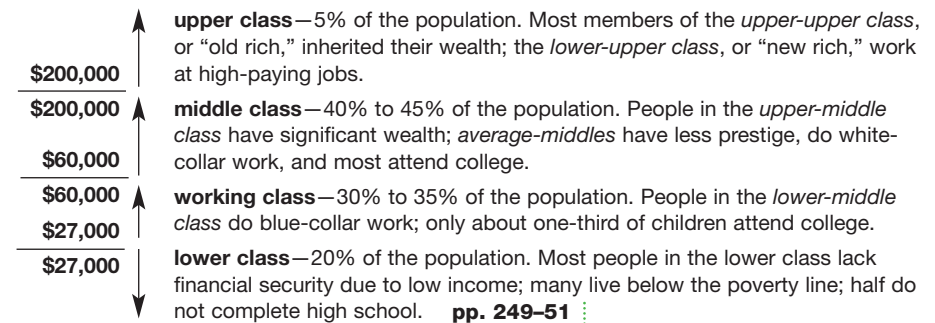 upper class—5% of the population. Most members of the upper-upper class,
or “old rich,” inherited their wealth; the lower-upper class, or “new rich,” work
$200,000 at high-paying jobs.
$200,000 middle class—40% to 45% of the population. People in the upper-middle
class have significant wealth; average-middles have less prestige, do white-
$60,000 collar work, and most attend college.
$60,000 working class—30% to 35% of the population. People in the lower-middle
$27,000 class do blue-collar work; only about one-third of children attend college.
$27,000 lower class—20% of the population. Most people in the lower class lack
financial security due to low income; many live below the poverty line; half do
not complete high school. pp. 249–51